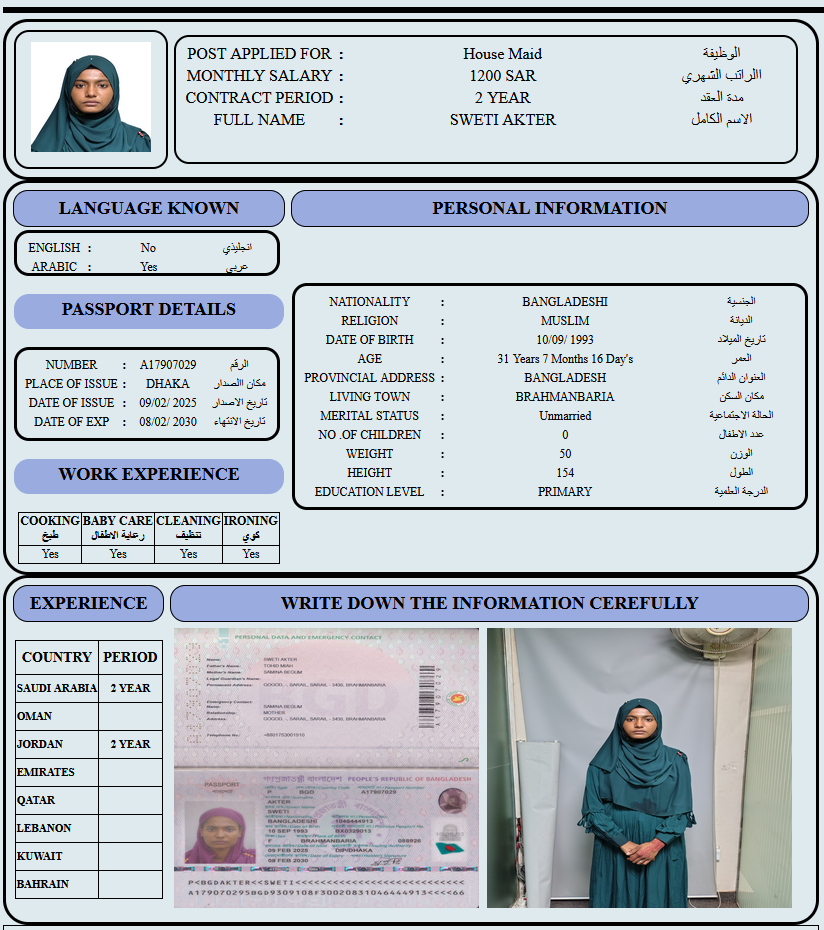 POST APPLIED FOR : House Maid الوظيفة
MONTHLY SALARY : 1200 SAR االراتب الشهري
CONTRACT PERIOD : 2 YEAR مدة العقد
FULL NAME : SWETI AKTER الاسم الكامل
LANGUAGE KNOWN
ENGLISH : No انجليذي
ARABIC : Yes عربي
PASSPORT DETAILS
NUMBER : A17907029 الرقم
PLACE OF ISSUE : DHAKA مكان االصدار
DATE OF ISSUE : 09/02/ 2025 تاريخ الاصدار
DATE OF EXP : 08/02/ 2030 تاريخ الانتهاء
WORK EXPERIENCE
COOKING BABY CARE CLEANING IRONING
طبخ رعاية الاطفال تنظيف كوي
Yes Yes Yes Yes
PERSONAL INFORMATION
NATIONALITY : BANGLADESHI الجنسية
RELIGION : MUSLIM الديانة
DATE OF BIRTH : 10/09/ 1993 تاريخ الميلاد
AGE : 31 Years 7 Months 16 Day's العمر
PROVINCIAL ADDRESS : BANGLADESH العنوان الدائم
LIVING TOWN : BRAHMANBARIA مكان السكن
MERITAL STATUS : Unmarried الحالة الاجتماعية
NO .OF CHILDREN : 0 عدد الاطفال
WEIGHT : 50 الوزن
HEIGHT : 154 الطول
EDUCATION LEVEL : PRIMARY الدرجة العلمية
EXPERIENCE
COUNTRY PERIOD
SAUDI ARABIA 2 YEAR
OMAN
JORDAN 2 YEAR
EMIRATES
QATAR
LEBANON
KUWAIT
BAHRAIN
WRITE DOWN THE INFORMATION CEREFULLY
PERSONAL DATA AND EMERGENCY CONTACT
Name: SWETI AKTER
Father's Name: TOHID MIAH
Mother's Name: SAMINA BEGUM
Legal Guardian's Name:
Permanent Address: GOGOD, -, SARAIL, SARAIL - 3430, BRAHMANBARIA
Emergency Contact:
Name: SAMINA BEGUM
Relationship: MOTHER
Address: GOGOD, -, SARAIL, SARAIL - 3430, BRAHMANBARIA
Telephone No:
গণপ্রজাতন্ত্রী বাংলাদেশ PEOPLE'S REPUBLIC OF BANGLADESH
PASSPORT
P BGD A17907029
AKTER
SWETI
BANGLADESHI
10 SEP 1993
F BRAHMANBARIA
09 FEB 2025 DIP/DHAKA
08 FEB 2030